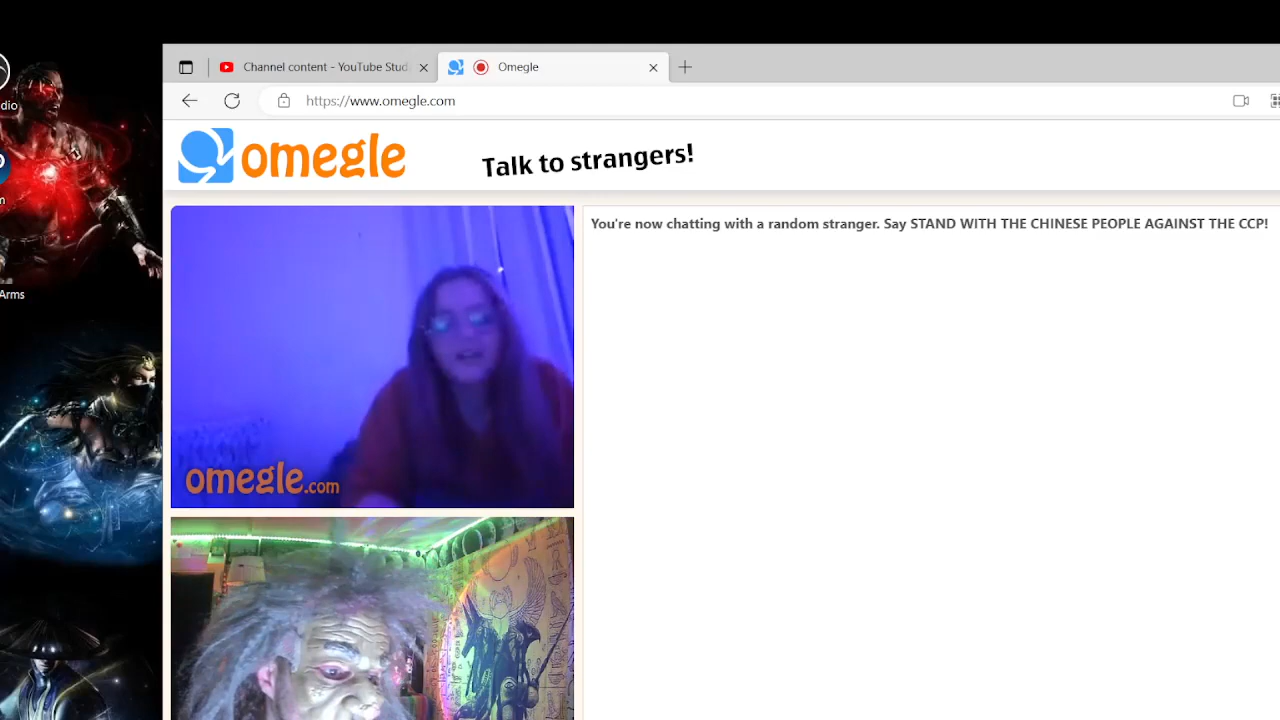 Channel content - YouTube Stud
Omegle
dio
https://www.omegle.com
omegle
Talk to strangers!
m
You're now chatting with a random stranger. Say STAND WITH THE CHINESE PEOPLE AGAINST THE CCP!
Arms
omegle.com